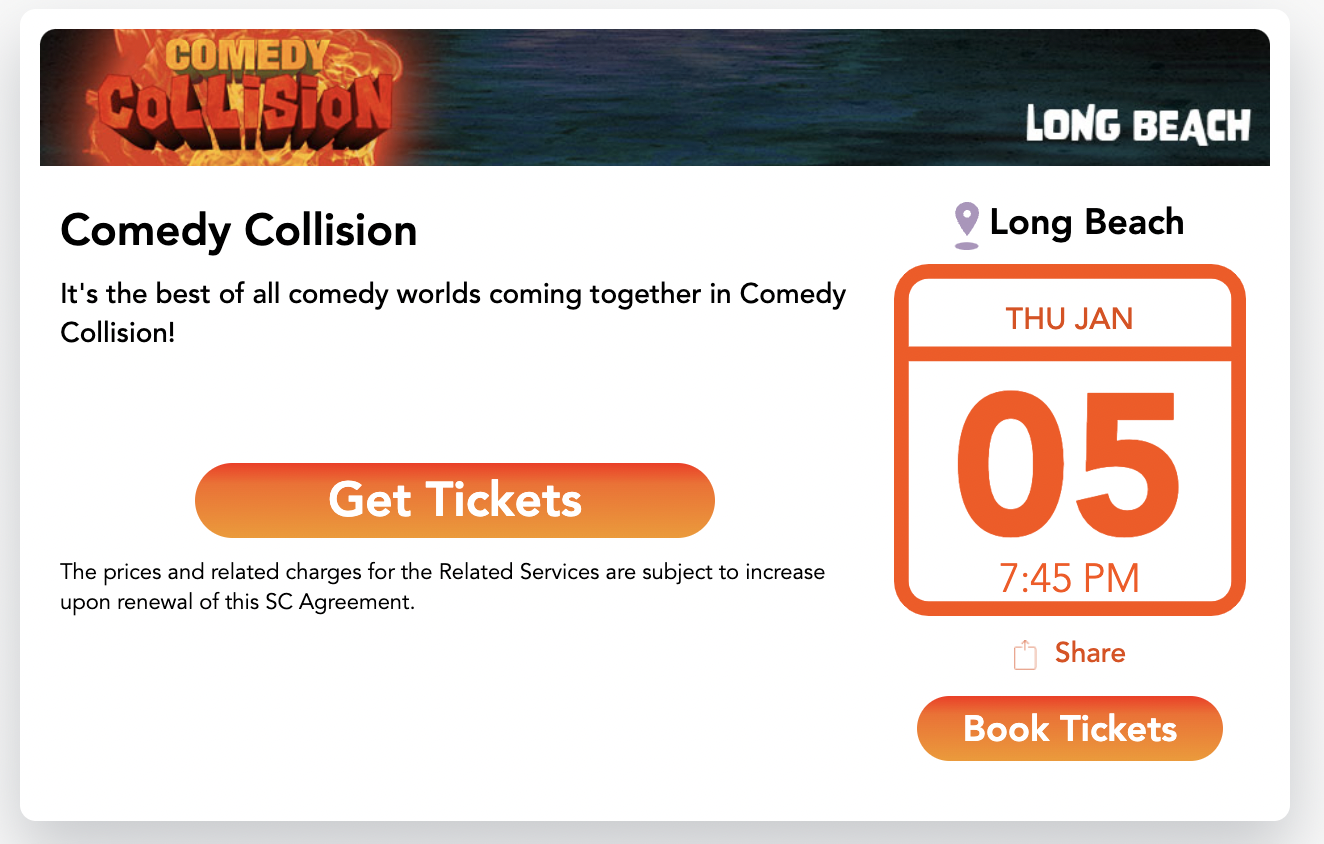 COMEDY
COLLISION
LONG BEACH
Comedy Collision
It's the best of all comedy worlds coming together in Comedy
Collision!
Get Tickets
The prices and related charges for the Related Services are subject to increase
upon renewal of this SC Agreement.
Long Beach
THU JAN
05
7:45 PM
Share
Book Tickets